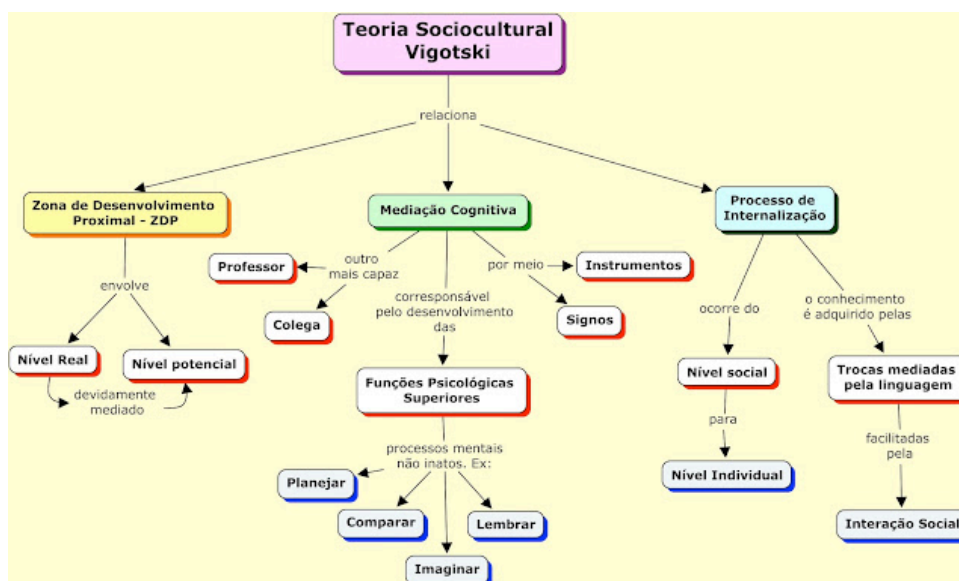 Teoria Sociocultural
Vigotski
relaciona
Zona de Desenvolvimento
Proximal - ZDP
envolve
Nível Real
Nível potencial
devidamente
mediado
Mediação Cognitiva
outro
mais capaz
Professor
Colega
corresponsável
pelo desenvolvimento
das
por meio
Instrumentos
Signos
Funções Psicológicas
Superiores
processos mentais
não inatos. Ex:
Planejar
Comparar
Imaginar
Lembrar
Processo de
Internalização
ocorre do
Nível social
para
Nível Individual
o conhecimento
é adquirido pelas
Trocas mediadas
pela linguagem
facilitadas
pela
Interação Social